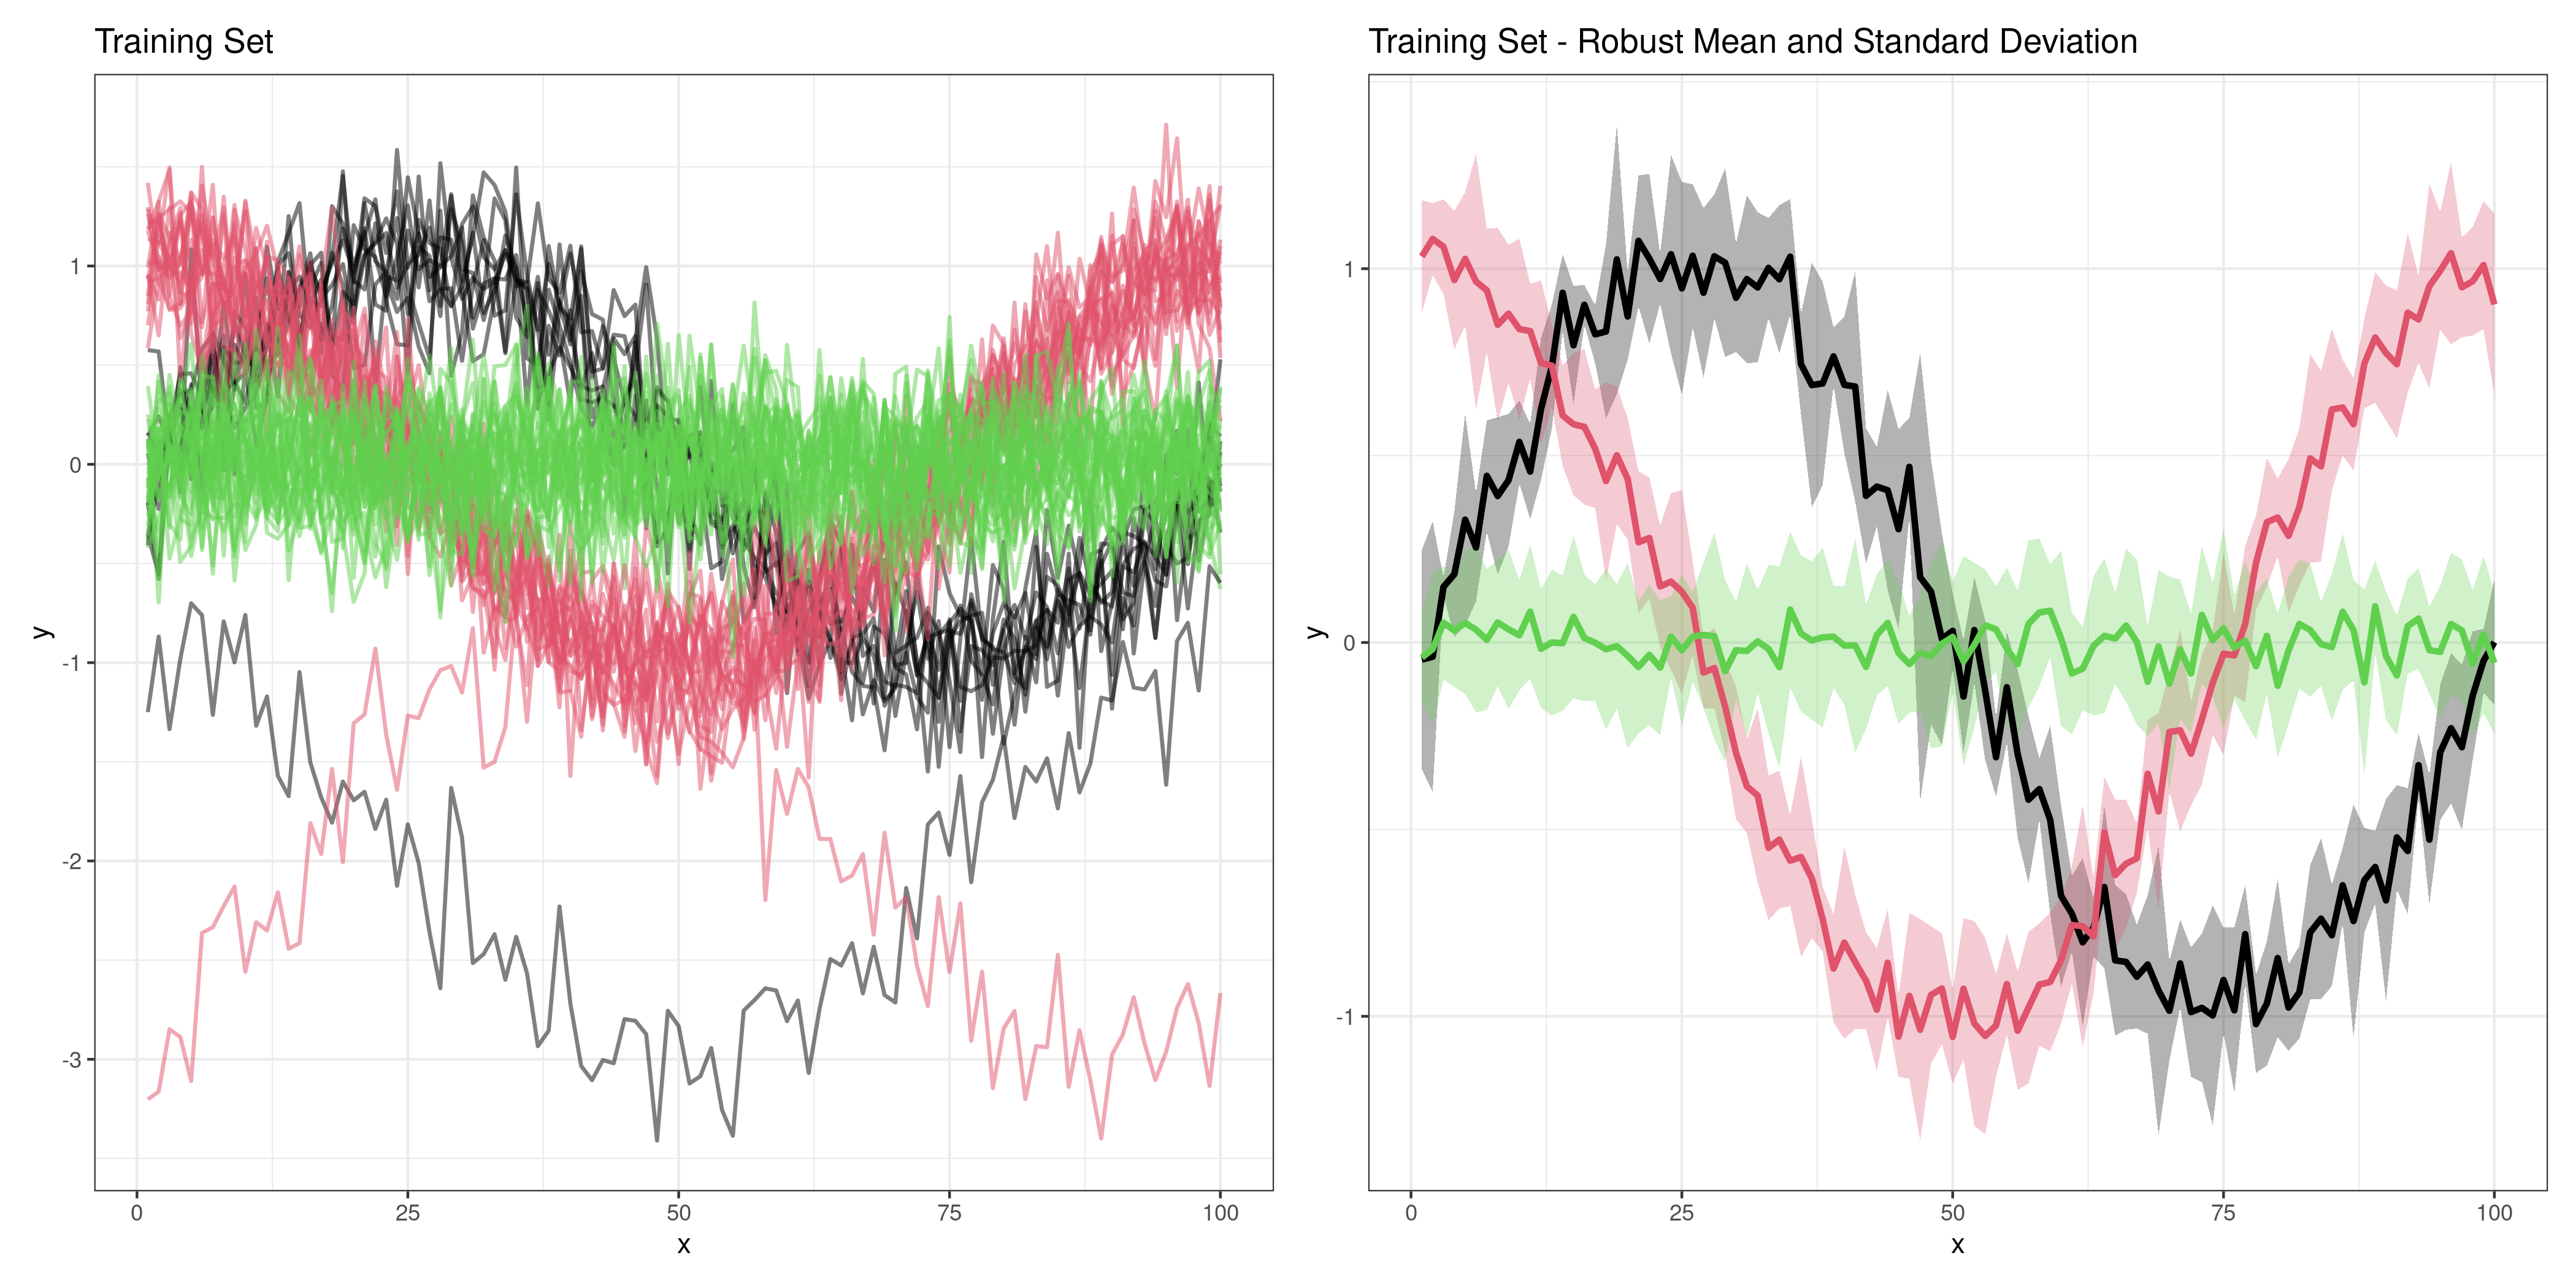 Training Set
y
1
0
-1
-2
-3
0 25 50 75 100
x
Training Set - Robust Mean and Standard Deviation
y
1
0
-1
0 25 50 75 100
x